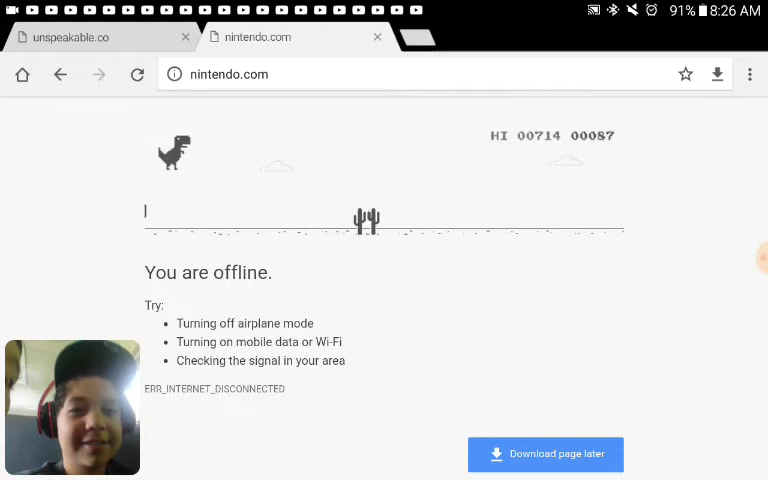 91% 8:26 AM
unspeakable.co
nintendo.com
nintendo.com
HI 00714 00087
You are offline.
Try:
Turning off airplane mode
Turning on mobile data or Wi-Fi
Checking the signal in your area
ERR_INTERNET_DISCONNECTED
Download page later